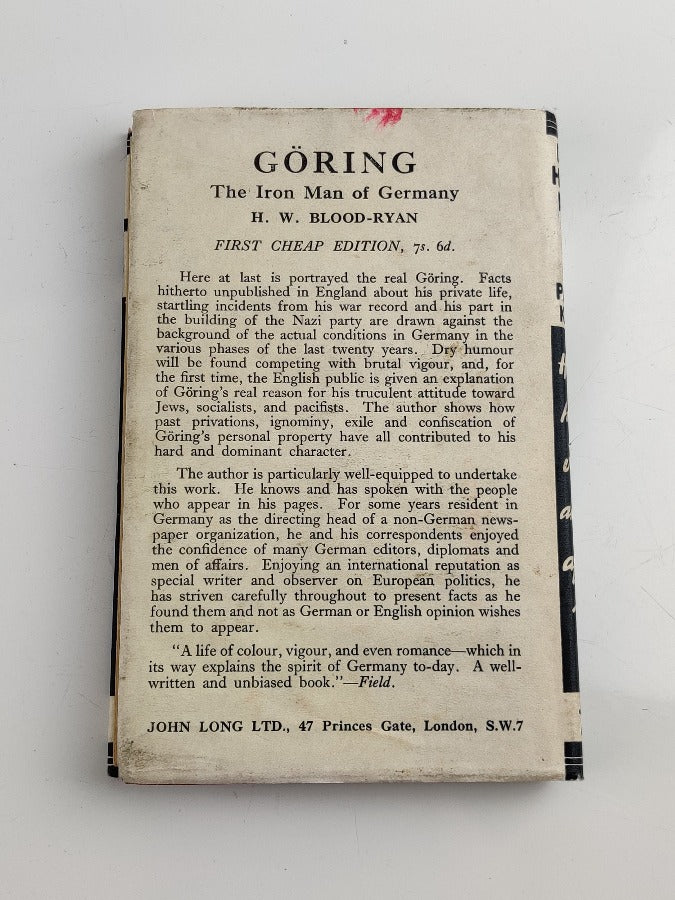 GÖRING
The Iron Man of Germany
H. W. BLOOD-RYAN
FIRST CHEAP EDITION, 7s. 6d.
Here at last is portrayed the real Göring. Facts
hitherto unpublished in England about his private life,
startling incidents from his war record and his part in
the building of the Nazi party are drawn against the
background of the actual conditions in Germany in the
various phases of the last twenty years. Dry humour
will be found competing with brutal vigour, and, for
the first time, the English public is given an explanation
of Göring's real reason for his truculent attitude toward
Jews, socialists, and pacifists. The author shows how
past privations, ignominy, exile and confiscation of
Göring's personal property have all contributed to his
hard and dominant character.
The author is particularly well-equipped to undertake
this work. He knows and has spoken with the people
who appear in his pages. For some years resident in
Germany as the directing head of a non-German news-
paper organization, he and his correspondents enjoyed
the confidence of many German editors, diplomats and
men of affairs. Enjoying an international reputation as
special writer and observer on European politics, he
has striven carefully throughout to present facts as he
found them and not as German or English opinion wishes
them to appear.
"A life of colour, vigour, and even romance—which in
its way explains the spirit of Germany to-day. A well-
written and unbiased book."—Field.
JOHN LONG LTD., 47 Princes Gate, London, S.W.7